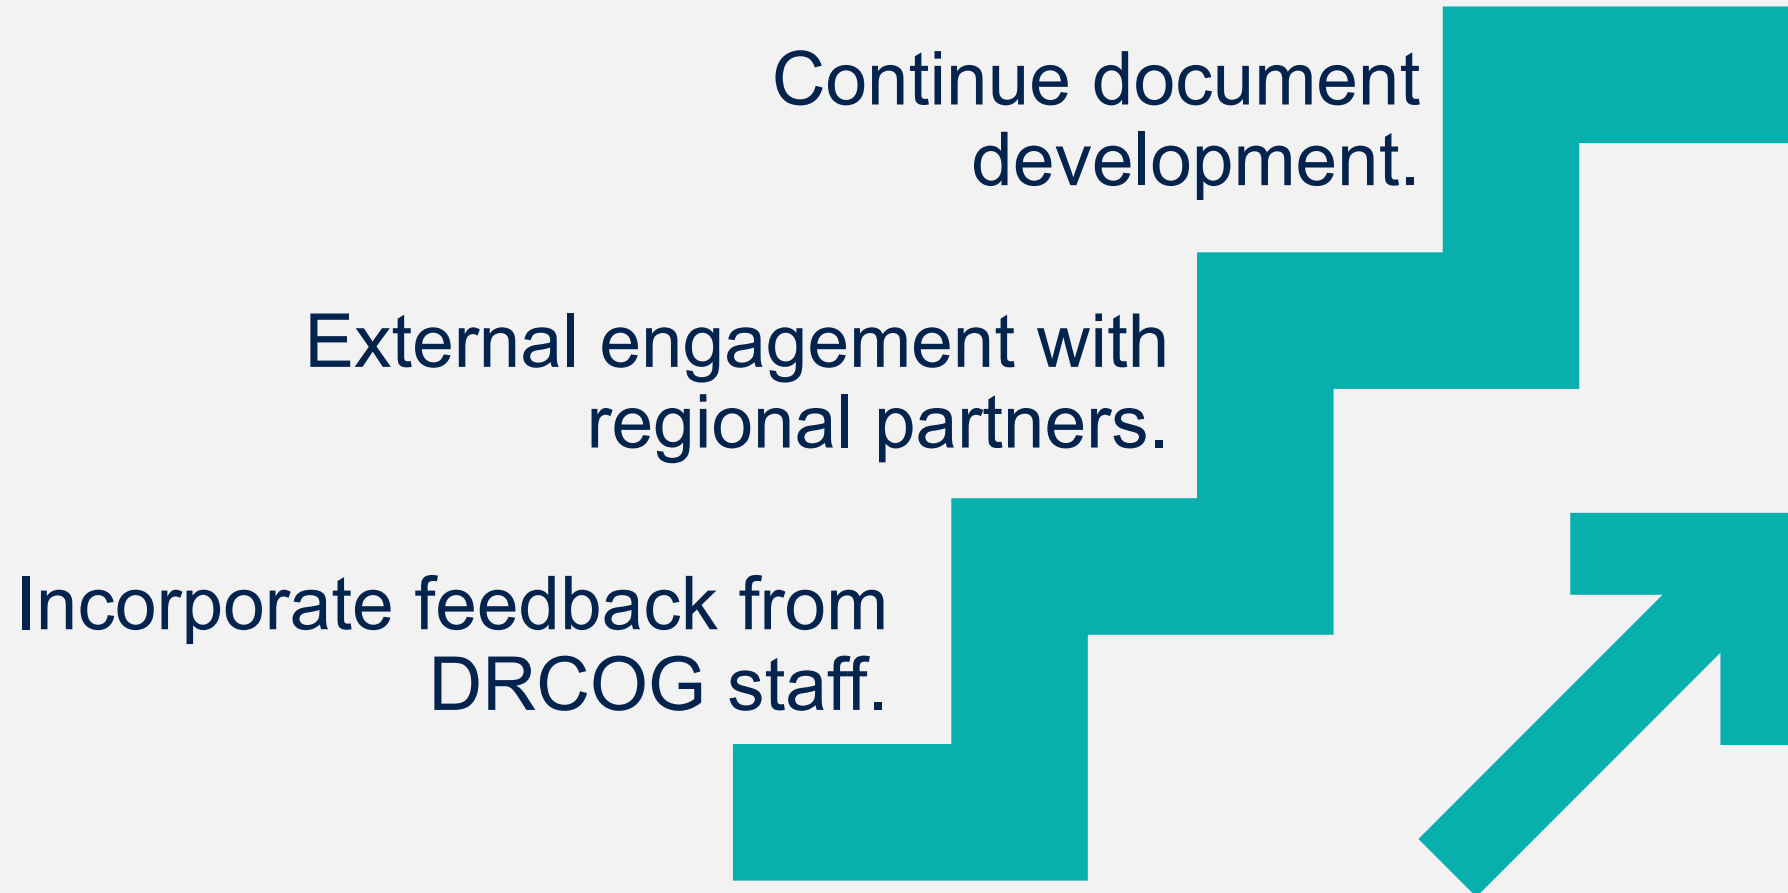 Continue document
development.
External engagement with
regional partners.
Incorporate feedback from
DRCOG staff.